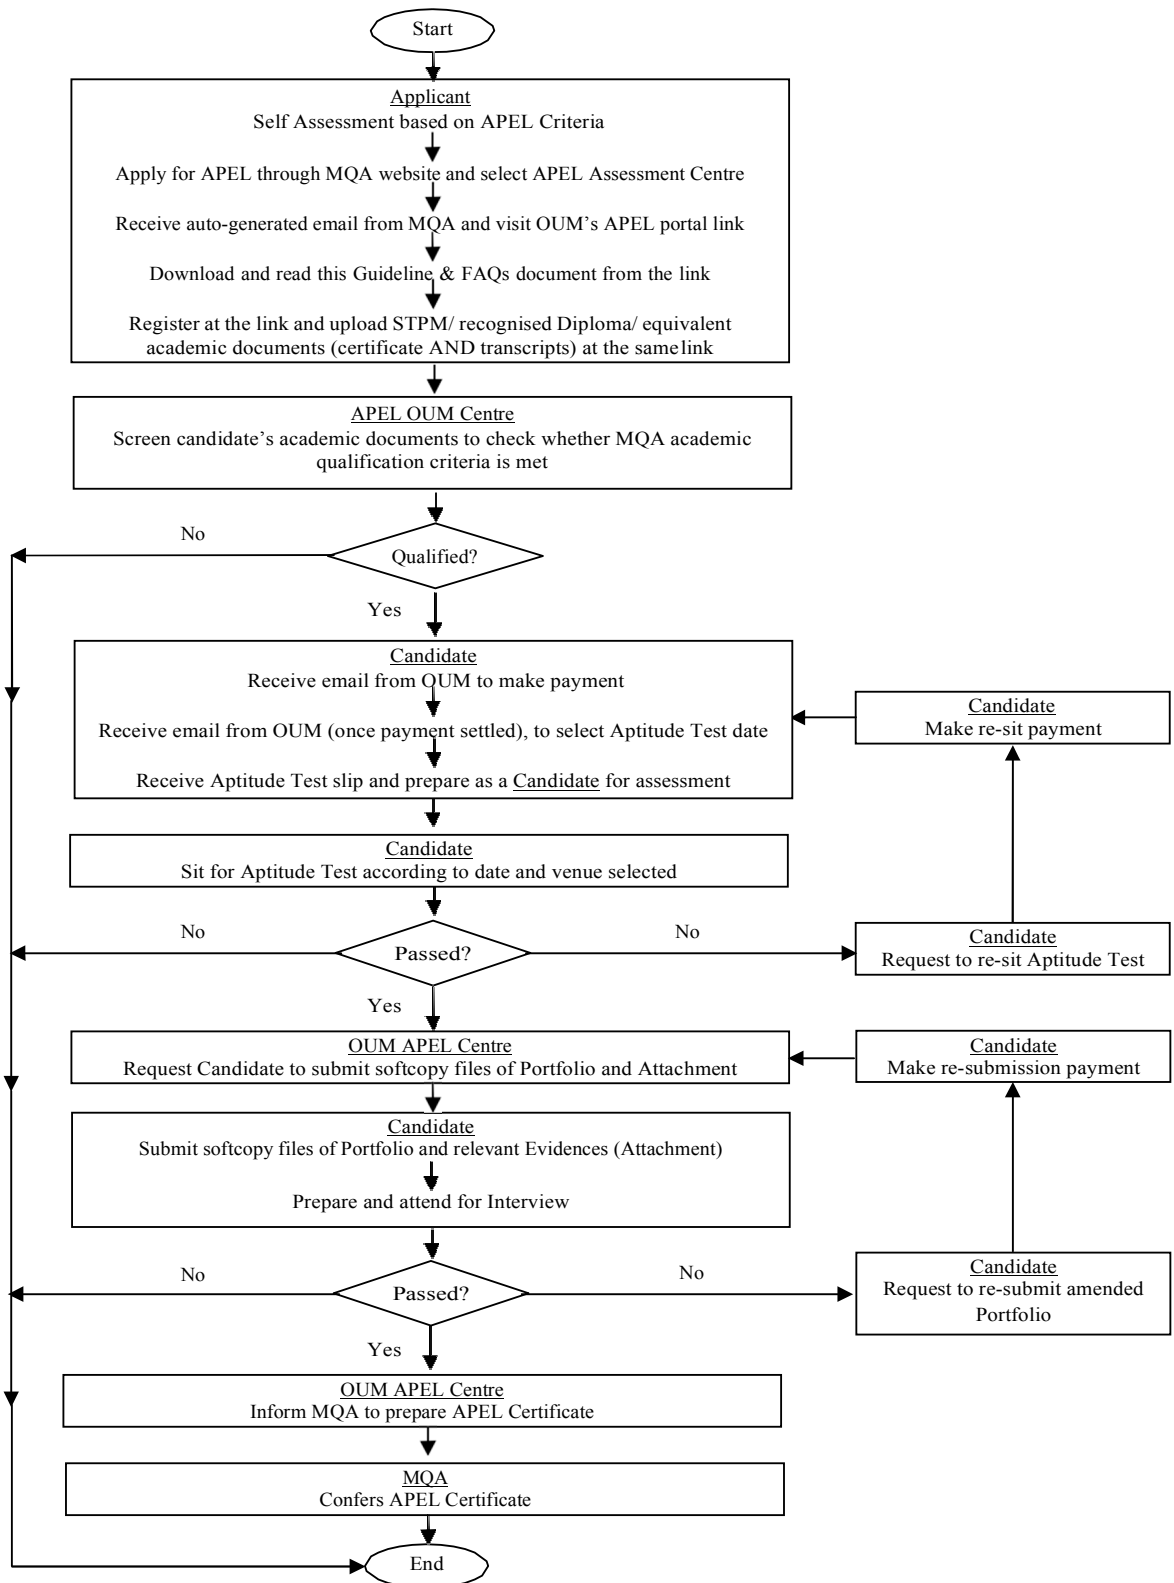 Start
Applicant
Self Assessment based on APEL Criteria
Apply for APEL through MQA website and select APEL Assessment Centre
Receive auto-generated email from MQA and visit OUM’s APEL portal link
Download and read this Guideline & FAQs document from the link
Register at the link and upload STPM/ recognised Diploma/ equivalent
academic documents (certificate AND transcripts) at the same link
APEL OUM Centre
Screen candidate’s academic documents to check whether MQA academic
qualification criteria is met
No
Qualified?
Yes
Candidate
Receive email from OUM to make payment
Receive email from OUM (once payment settled), to select Aptitude Test date
Receive Aptitude Test slip and prepare as a Candidate for assessment
Candidate
Make re-sit payment
Candidate
Sit for Aptitude Test according to date and venue selected
No
Passed?
No
Candidate
Request to re-sit Aptitude Test
Yes
OUM APEL Centre
Request Candidate to submit softcopy files of Portfolio and Attachment
Candidate
Make re-submission payment
Candidate
Submit softcopy files of Portfolio and relevant Evidences (Attachment)
Prepare and attend for Interview
No
Passed?
No
Candidate
Request to re-submit amended
Portfolio
Yes
OUM APEL Centre
Inform MQA to prepare APEL Certificate
MQA
Confers APEL Certificate
End